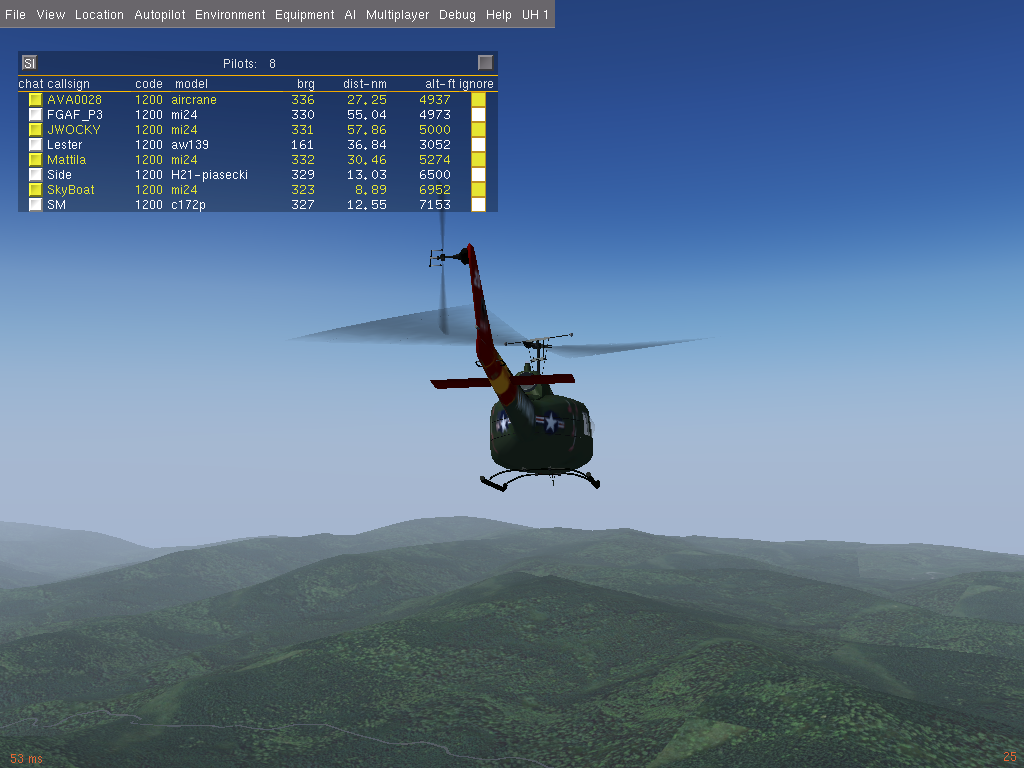 File View Location Autopilot Environment Equipment AI Multiplayer Debug Help UH 1
SI Pilots: 8
chat callsign code model brg dist-nm alt-ft ignore
AVA0028 1200 aircrane 336 27.25 4937
FGAF_P3 1200 mi24 330 55.04 4973
JWOCKY 1200 mi24 331 57.86 5000
Lester 1200 aw139 161 36.84 3052
Mattila 1200 mi24 332 30.46 5274
Side 1200 H21-piasecki 329 13.03 6500
SkyBoat 1200 mi24 323 8.89 6952
SM 1200 c172p 327 12.55 7153
53 ms 25